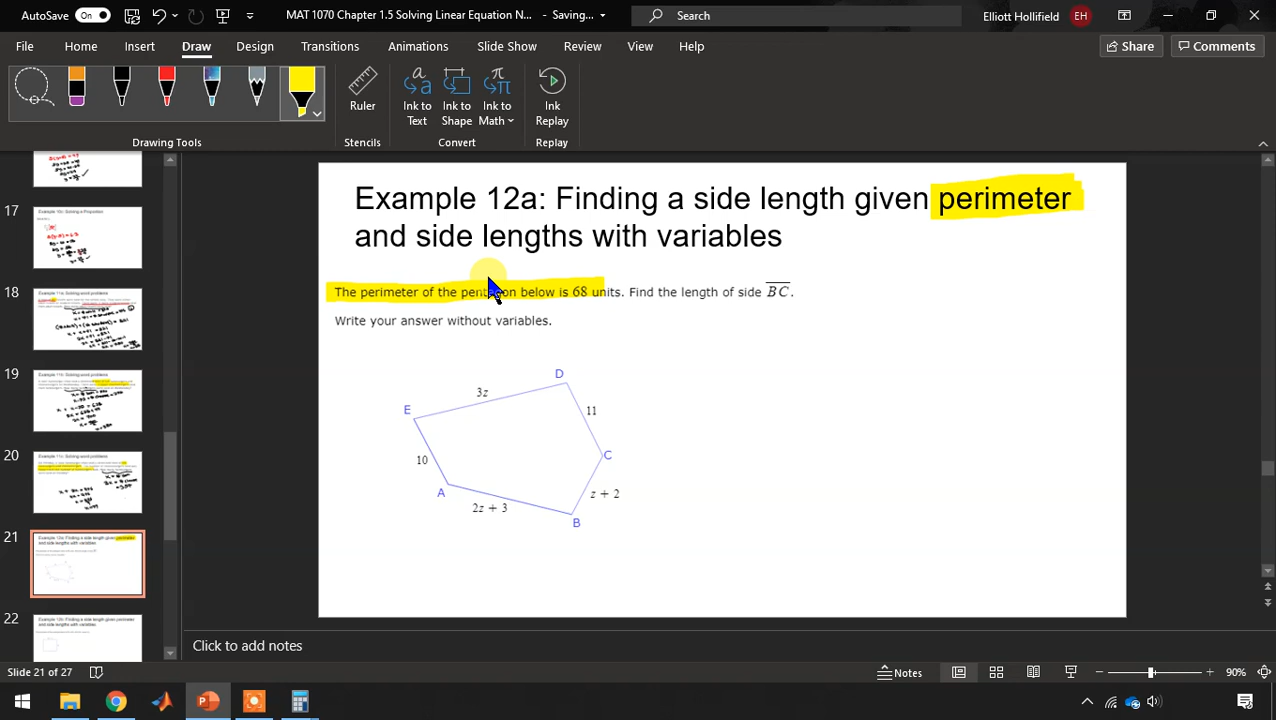 AutoSave On MAT 1070 Chapter 1.5 Solving Linear Equation N... - Saving... Search Elliott Hollifield EH
File Home Insert Draw Design Transitions Animations Slide Show Review View Help Share Comments
Ruler Ink to Text Ink to Shape Ink to Math Ink Replay
Drawing Tools Stencils Convert Replay
17
18
19
20
21
22
Example 12a: Finding a side length given perimeter
and side lengths with variables
The perimeter of the pentagon below is 68 units. Find the length of side BC.
Write your answer without variables.
D
3z
E
11
10
C
A
z + 2
2z +
B
Click to add notes
Slide 21 of 27 Notes 90%